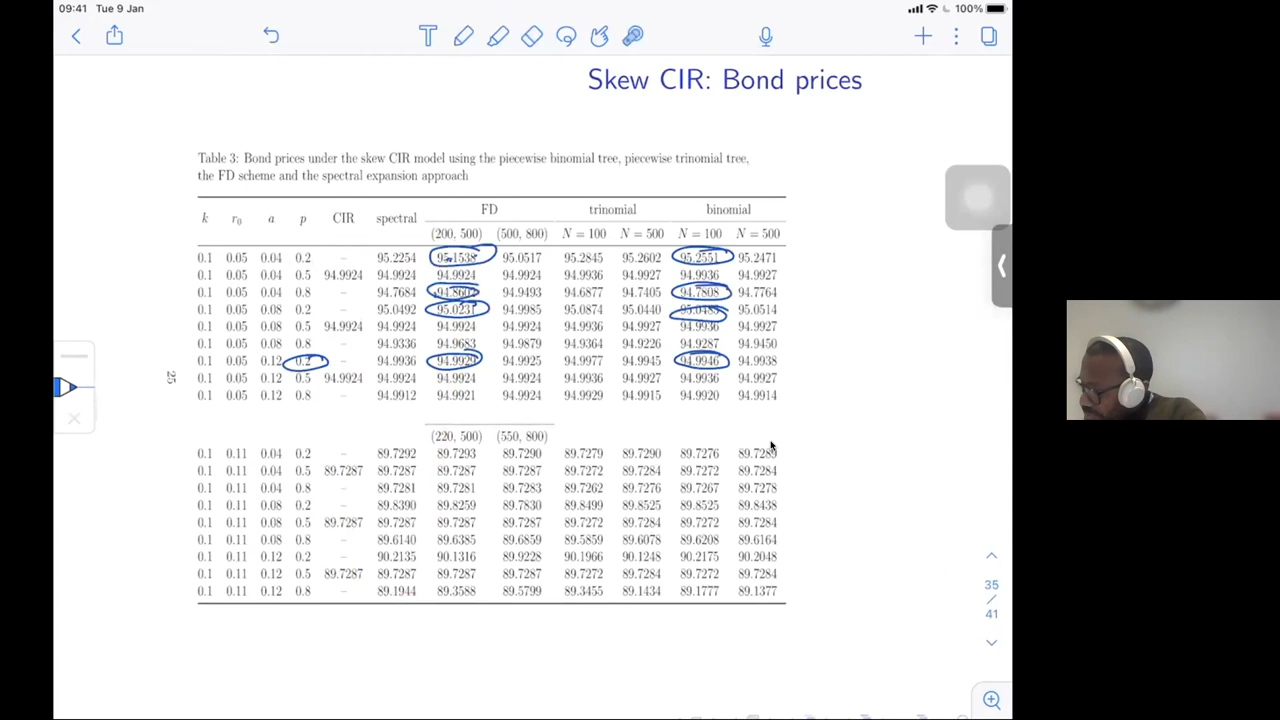 09:41 Tue 9 Jan
100%
Skew CIR: Bond prices
Table 3: Bond prices under the skew CIR model using the piecewise binomial tree, piecewise trinomial tree,
the FD scheme and the spectral expansion approach
k r0 a p CIR spectral FD trinomial binomial
(200, 500) (500, 800) N = 100 N = 500 N = 100 N = 500
0.1 0.05 0.04 0.2 – 95.2254 95.1538 95.0517 95.2845 95.2602 95.2551 95.2471
0.1 0.05 0.04 0.5 94.9924 94.9924 94.9924 94.9924 94.9936 94.9927 94.9936 94.9927
0.1 0.05 0.04 0.8 – 94.7684 94.9493 94.6877 94.7405 94.7808 94.7764
0.1 0.05 0.08 0.2 – 95.0492 95.0231 94.9985 95.0874 95.0440 95.0514
0.1 0.05 0.08 0.5 94.9924 94.9924 94.9924 94.9924 94.9936 94.9927 94.9936 94.9927
0.1 0.05 0.08 0.8 – 94.9336 94.9683 94.9879 94.9364 94.9226 94.9287 94.9450
0.1 0.05 0.12 0.2 – 94.9936 94.9929 94.9925 94.9977 94.9945 94.9946 94.9938
0.1 0.05 0.12 0.5 94.9924 94.9924 94.9924 94.9924 94.9936 94.9927 94.9936 94.9927
0.1 0.05 0.12 0.8 – 94.9912 94.9921 94.9924 94.9929 94.9915 94.9920 94.9914
(220, 500) (550, 800)
0.1 0.11 0.04 0.2 – 89.7292 89.7293 89.7290 89.7279 89.7290 89.7276 89.7289
0.1 0.11 0.04 0.5 89.7287 89.7287 89.7287 89.7287 89.7272 89.7284 89.7272 89.7284
0.1 0.11 0.04 0.8 – 89.7281 89.7281 89.7283 89.7262 89.7276 89.7267 89.7278
0.1 0.11 0.08 0.2 – 89.8390 89.8259 89.7830 89.8499 89.8525 89.8525 89.8438
0.1 0.11 0.08 0.5 89.7287 89.7287 89.7287 89.7287 89.7272 89.7284 89.7272 89.7284
0.1 0.11 0.08 0.8 – 89.6140 89.6385 89.6859 89.5859 89.6078 89.6208 89.6164
0.1 0.11 0.12 0.2 – 90.2135 90.1316 89.9228 90.1966 90.1248 90.2175 90.2048
0.1 0.11 0.12 0.5 89.7287 89.7287 89.7287 89.7287 89.7272 89.7284 89.7272 89.7284
0.1 0.11 0.12 0.8 – 89.1944 89.3588 89.5799 89.3455 89.1434 89.1777 89.1377
25
35
/
41